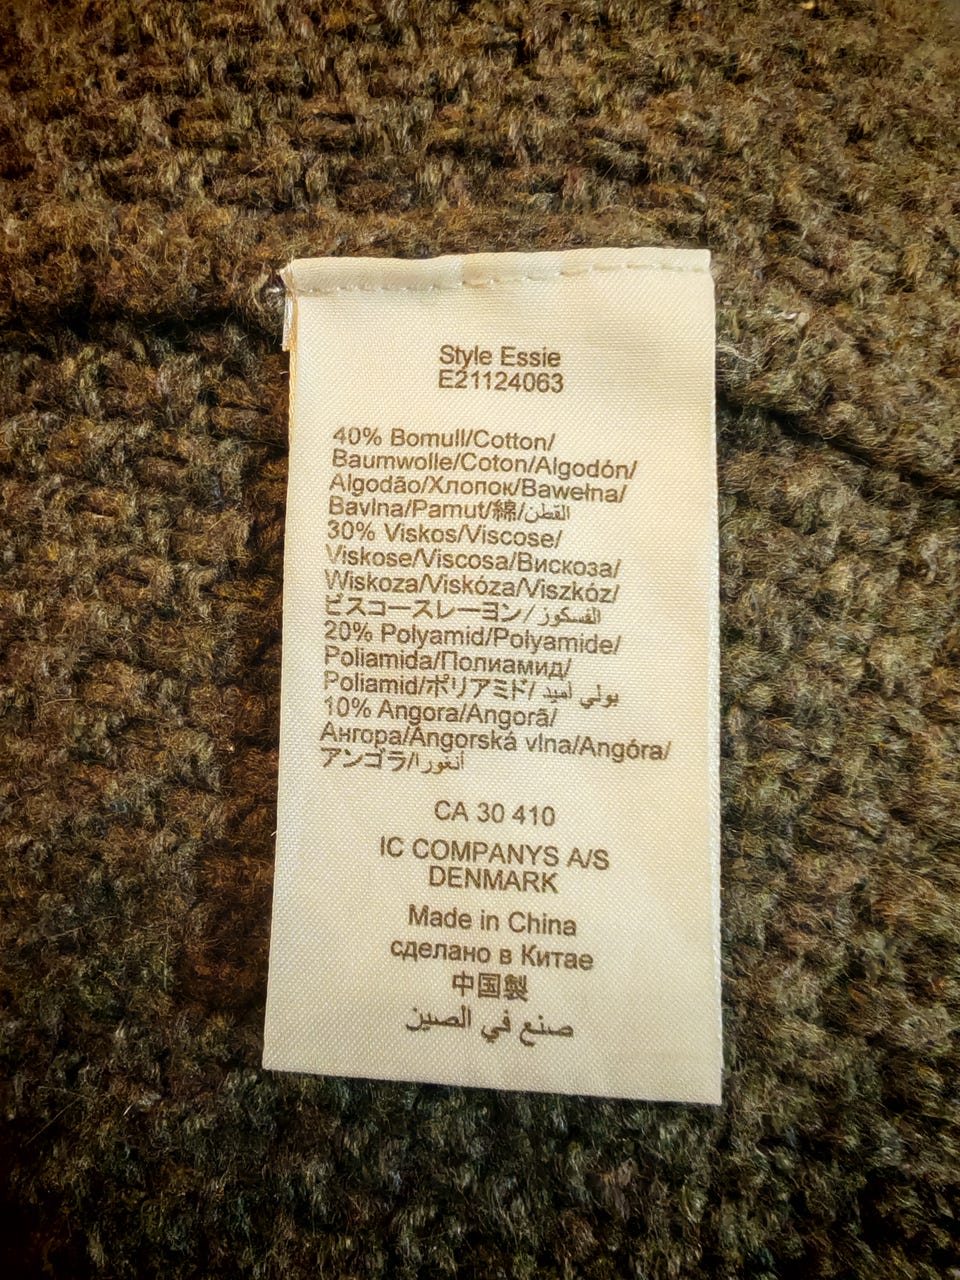 Style Essie
E21124063
40% Bomull/Cotton/
Baumwolle/Coton/Algodón/
Algodão/Хлопок/Bawełna/
Bavlna/Pamut/綿/القطن
30% Viskos/Viscose/
Viskose/Viscosa/Вискоза/
Wiskoza/Viskóza/Viszkóz/
ビスコースレーヨン/الفسكوز
20% Polyamid/Polyamide/
Poliamida/Полиамид/
Poliamid/ポリアミド/بولي أميد
10% Angora/Angorā/
Ангора/Angorská vlna/Angóra/
アンゴラ/أنغورا
CA 30 410
IC COMPANYS A/S
DENMARK
Made in China
сделано в Китае
中国製
صنع في الصين